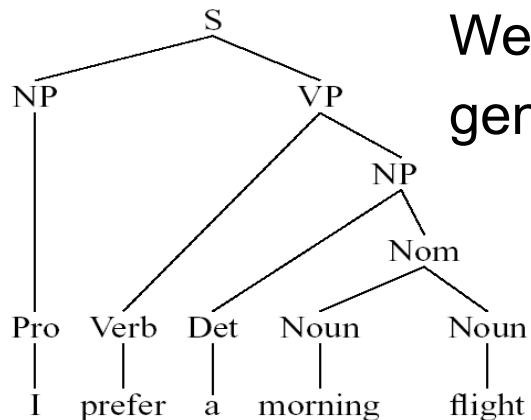 S
We
NP VP
gen
NP
Nom
Pro Verb Det Noun Noun
I prefer a morning flight